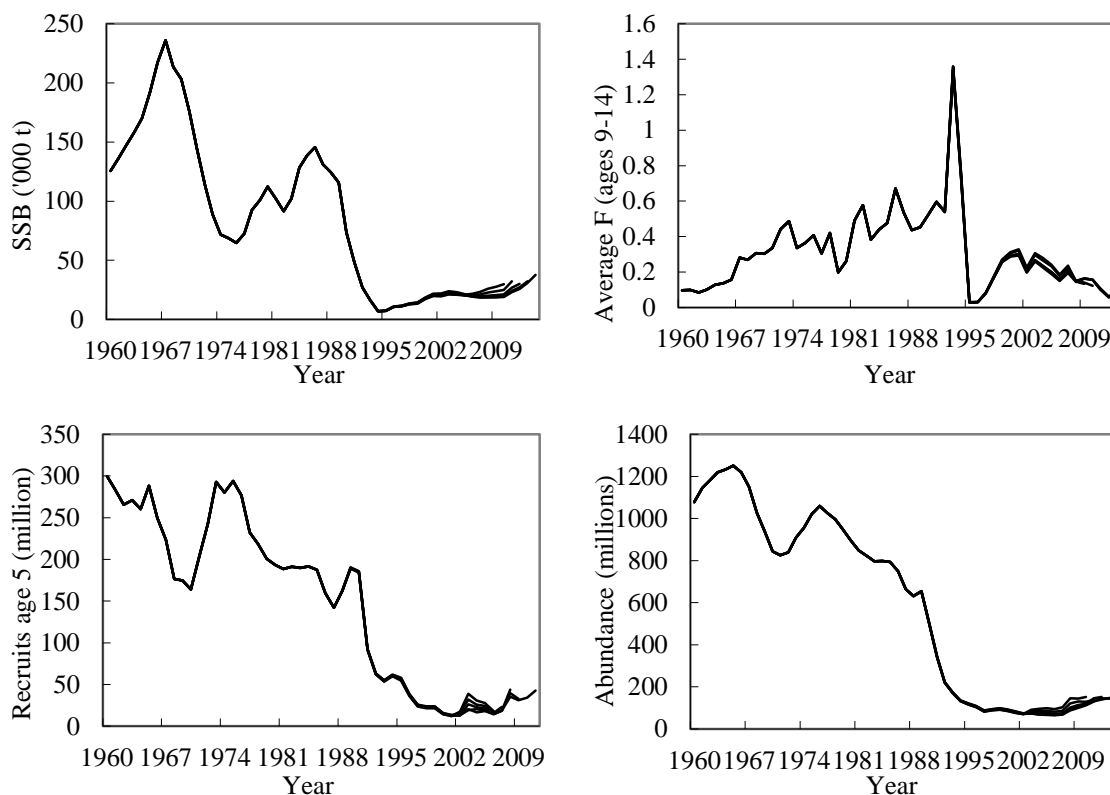 250
200
150
100
50
0
SSB ('000 t)
1960 1967 1974 1981 1988 1995 2002 2009
Year
1.6
1.4
1.2
1
0.8
0.6
0.4
0.2
0
Average F (ages 9-14)
1960 1967 1974 1981 1988 1995 2002 2009
Year
350
300
250
200
150
100
50
0
Recruits age 5 (million)
1960 1967 1974 1981 1988 1995 2002 2009
Year
1400
1200
1000
800
600
400
200
0
Abundance (millions)
1960 1967 1974 1981 1988 1995 2002 2009
Year